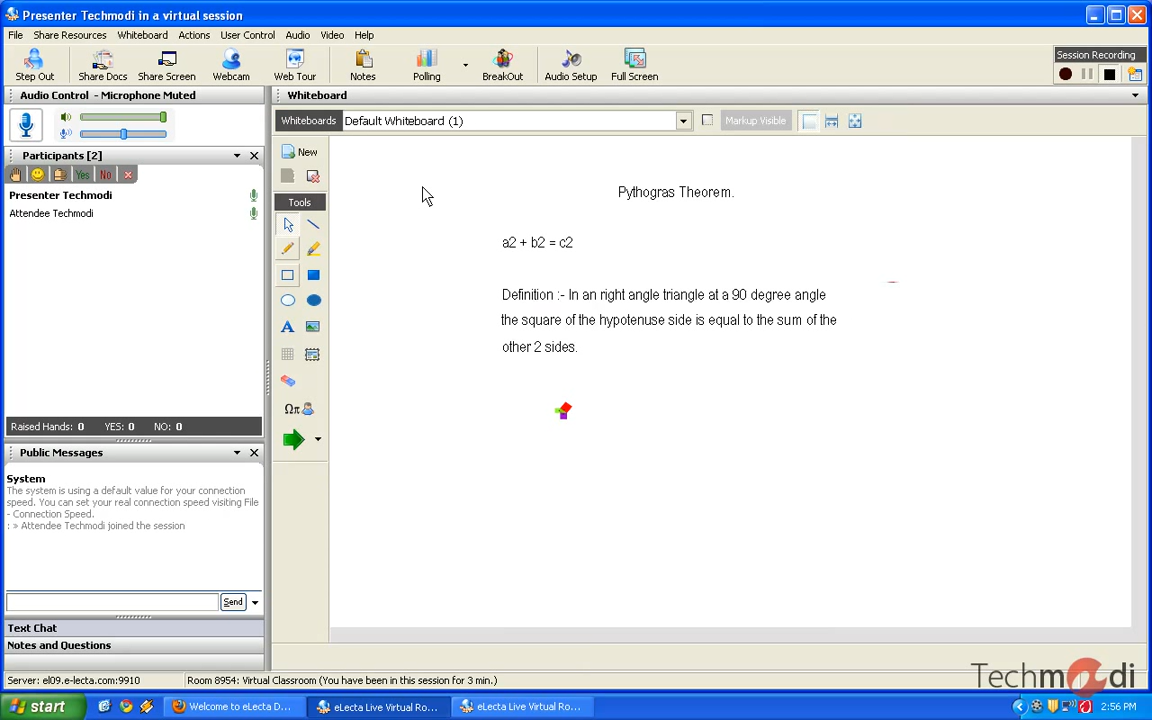 Presenter Techmodi in a virtual session
File Share Resources Whiteboard Actions User Control Audio Video Help
Step Out Share Docs Share Screen Webcam Web Tour Notes Polling BreakOut Audio Setup Full Screen
Session Recording
Audio Control - Microphone Muted
Whiteboard
Whiteboards Default Whiteboard (1) Markup Visible
Participants [2]
Yes No
Presenter Techmodi
Attendee Techmodi
New
Tools
Ωπ
Pythogras Theorem.
a2 + b2 = c2
Definition :- In an right angle triangle at a 90 degree angle
the square of the hypotenuse side is equal to the sum of the
other 2 sides.
Raised Hands: 0 YES: 0 NO: 0
Public Messages
System
The system is using a default value for your connection
speed. You can set your real connection speed visiting File
- Connection Speed.
: » Attendee Techmodi joined the session
Send
Text Chat
Notes and Questions
Server: el09.e-lecta.com:9910
Room 8954: Virtual Classroom (You have been in this session for 3 min.)
Techmodi
start Welcome to eLecta D... eLecta Live Virtual Ro... eLecta Live Virtual Ro... 2:56 PM